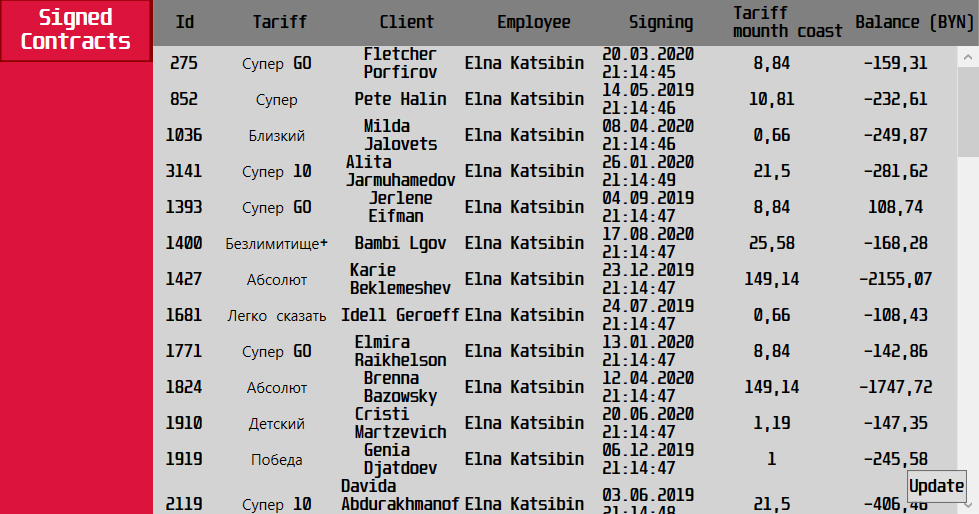 Signed
Contracts
Id Tariff Client Employee Signing Tariff mounth coast Balance (BYN)
275 Супер GO Fletcher Porfirov Elna Katsibin 20.03.2020 21:14:45 8,84 -159,31
852 Супер Pete Halin Elna Katsibin 14.05.2019 21:14:46 10,81 -232,61
1036 Близкий Milda Jalovets Elna Katsibin 08.04.2020 21:14:46 0,66 -249,87
3141 Супер 10 Alita Jarmuhamedov Elna Katsibin 26.01.2020 21:14:49 21,5 -281,62
1393 Супер GO Jerlene Eifman Elna Katsibin 04.09.2019 21:14:47 8,84 108,74
1400 Безлимитище+ Bambi Lgov Elna Katsibin 17.08.2020 21:14:47 25,58 -168,28
1427 Абсолют Karie Beklemeshev Elna Katsibin 23.12.2019 21:14:47 149,14 -2155,07
1681 Легко сказать Idell Geroeff Elna Katsibin 24.07.2019 21:14:47 0,66 -108,43
1771 Супер GO Elmira Raikhelson Elna Katsibin 13.01.2020 21:14:47 8,84 -142,86
1824 Абсолют Brenna Bazowsky Elna Katsibin 12.04.2020 21:14:47 149,14 -1747,72
1910 Детский Cristi Martzevich Elna Katsibin 20.06.2020 21:14:47 1,19 -147,35
1919 Победа Genia Djatdoev Elna Katsibin 06.12.2019 21:14:47 1 -245,58
2119 Супер 10 Davida Abdurakhmanof Elna Katsibin 03.06.2019 21:14:48 21,5
Update